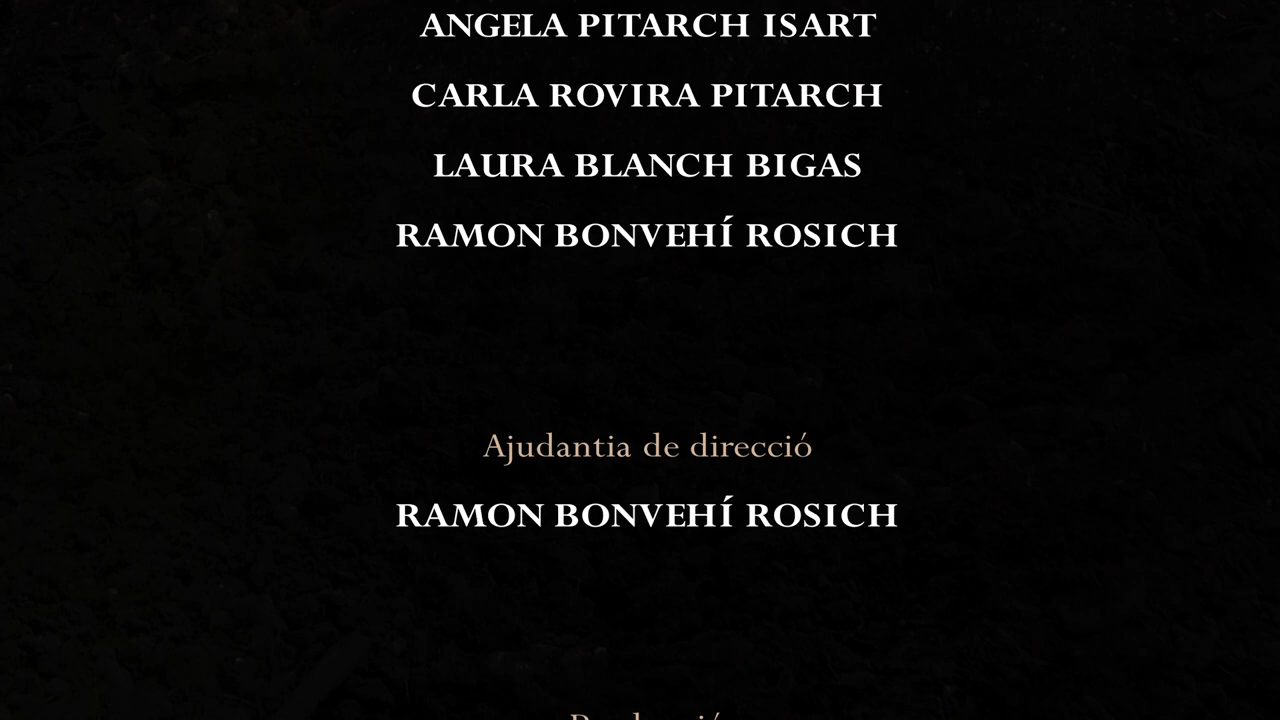 ANGELA PITARCH ISART
CARLA ROVIRA PITARCH
LAURA BLANCH BIGAS
RAMON BONVEHÍ ROSICH
Ajudantia de direcció
RAMON BONVEHÍ ROSICH